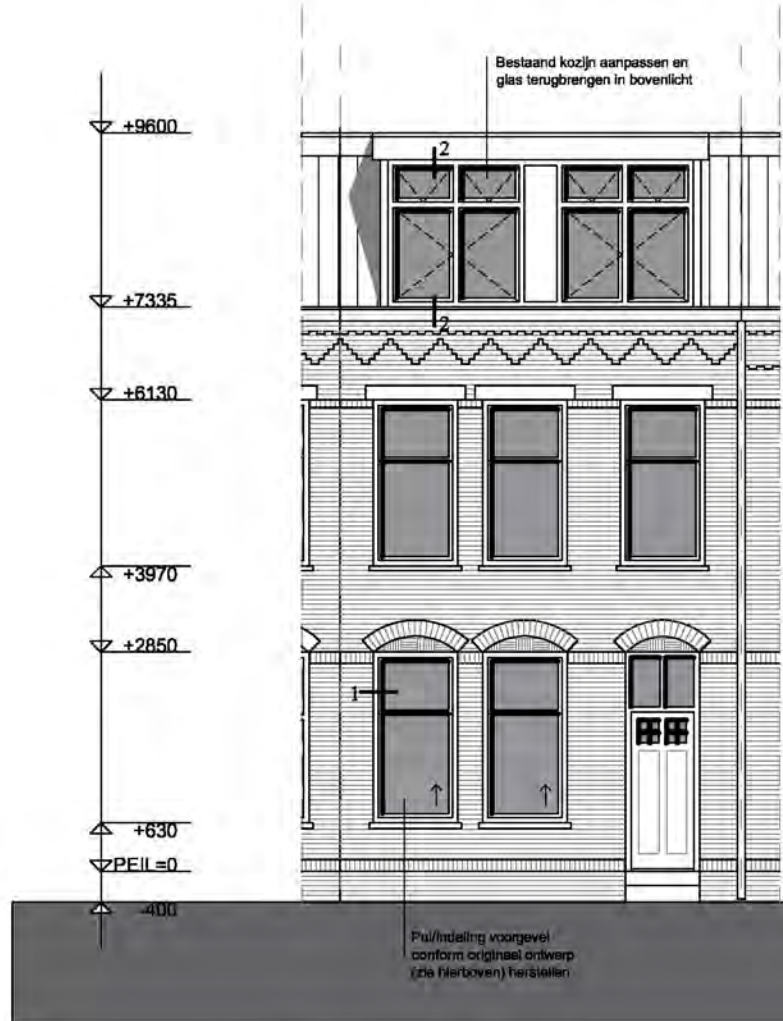 Bestaand kozijn aanpassen en
glas terugbrengen in bovenlicht
+9600
2
+7335
2
+6130
+3970
+2850
1
+630
PEIL=0
-400
Pui/indeling voorgevel
conform origineel ontwerp
(zie hierboven) herstellen